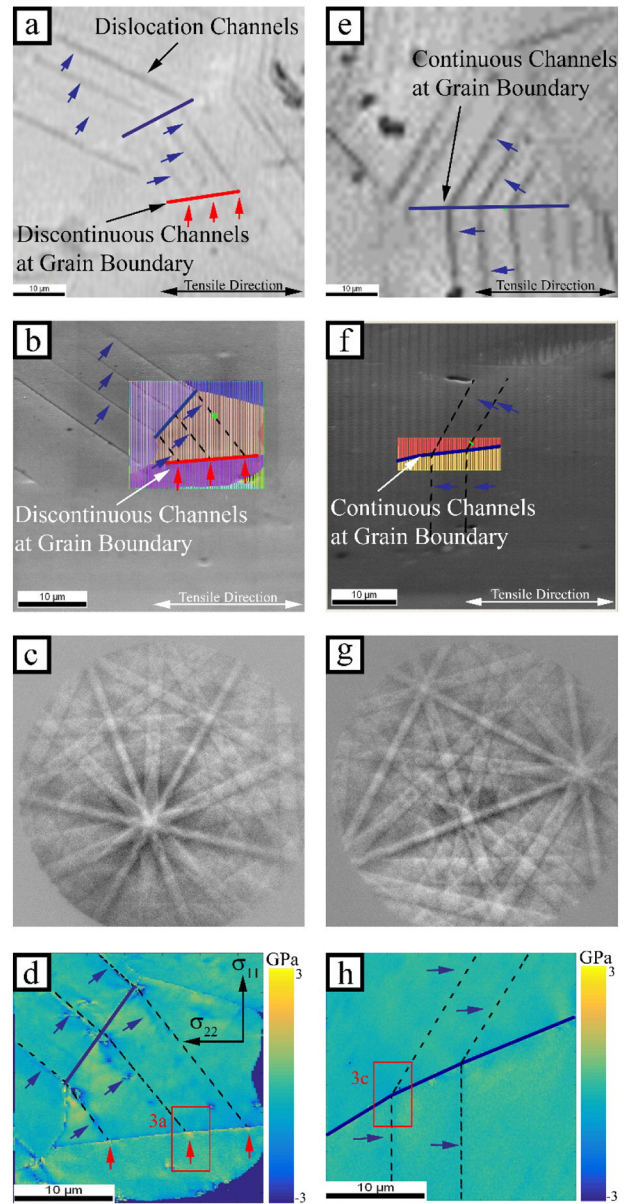 a
Dislocation Channels
Discontinuous Channels
at Grain Boundary
10 μm
Tensile Direction
e
Continuous Channels
at Grain Boundary
10 μm
Tensile Direction
b
Discontinuous Channels
at Grain Boundary
10 μm
Tensile Direction
f
Continuous Channels
at Grain Boundary
10 μm
Tensile Direction
c
g
d
GPa
3
σ11
σ22
3a
10 μm
-3
h
GPa
3
3c
10 μm
-3